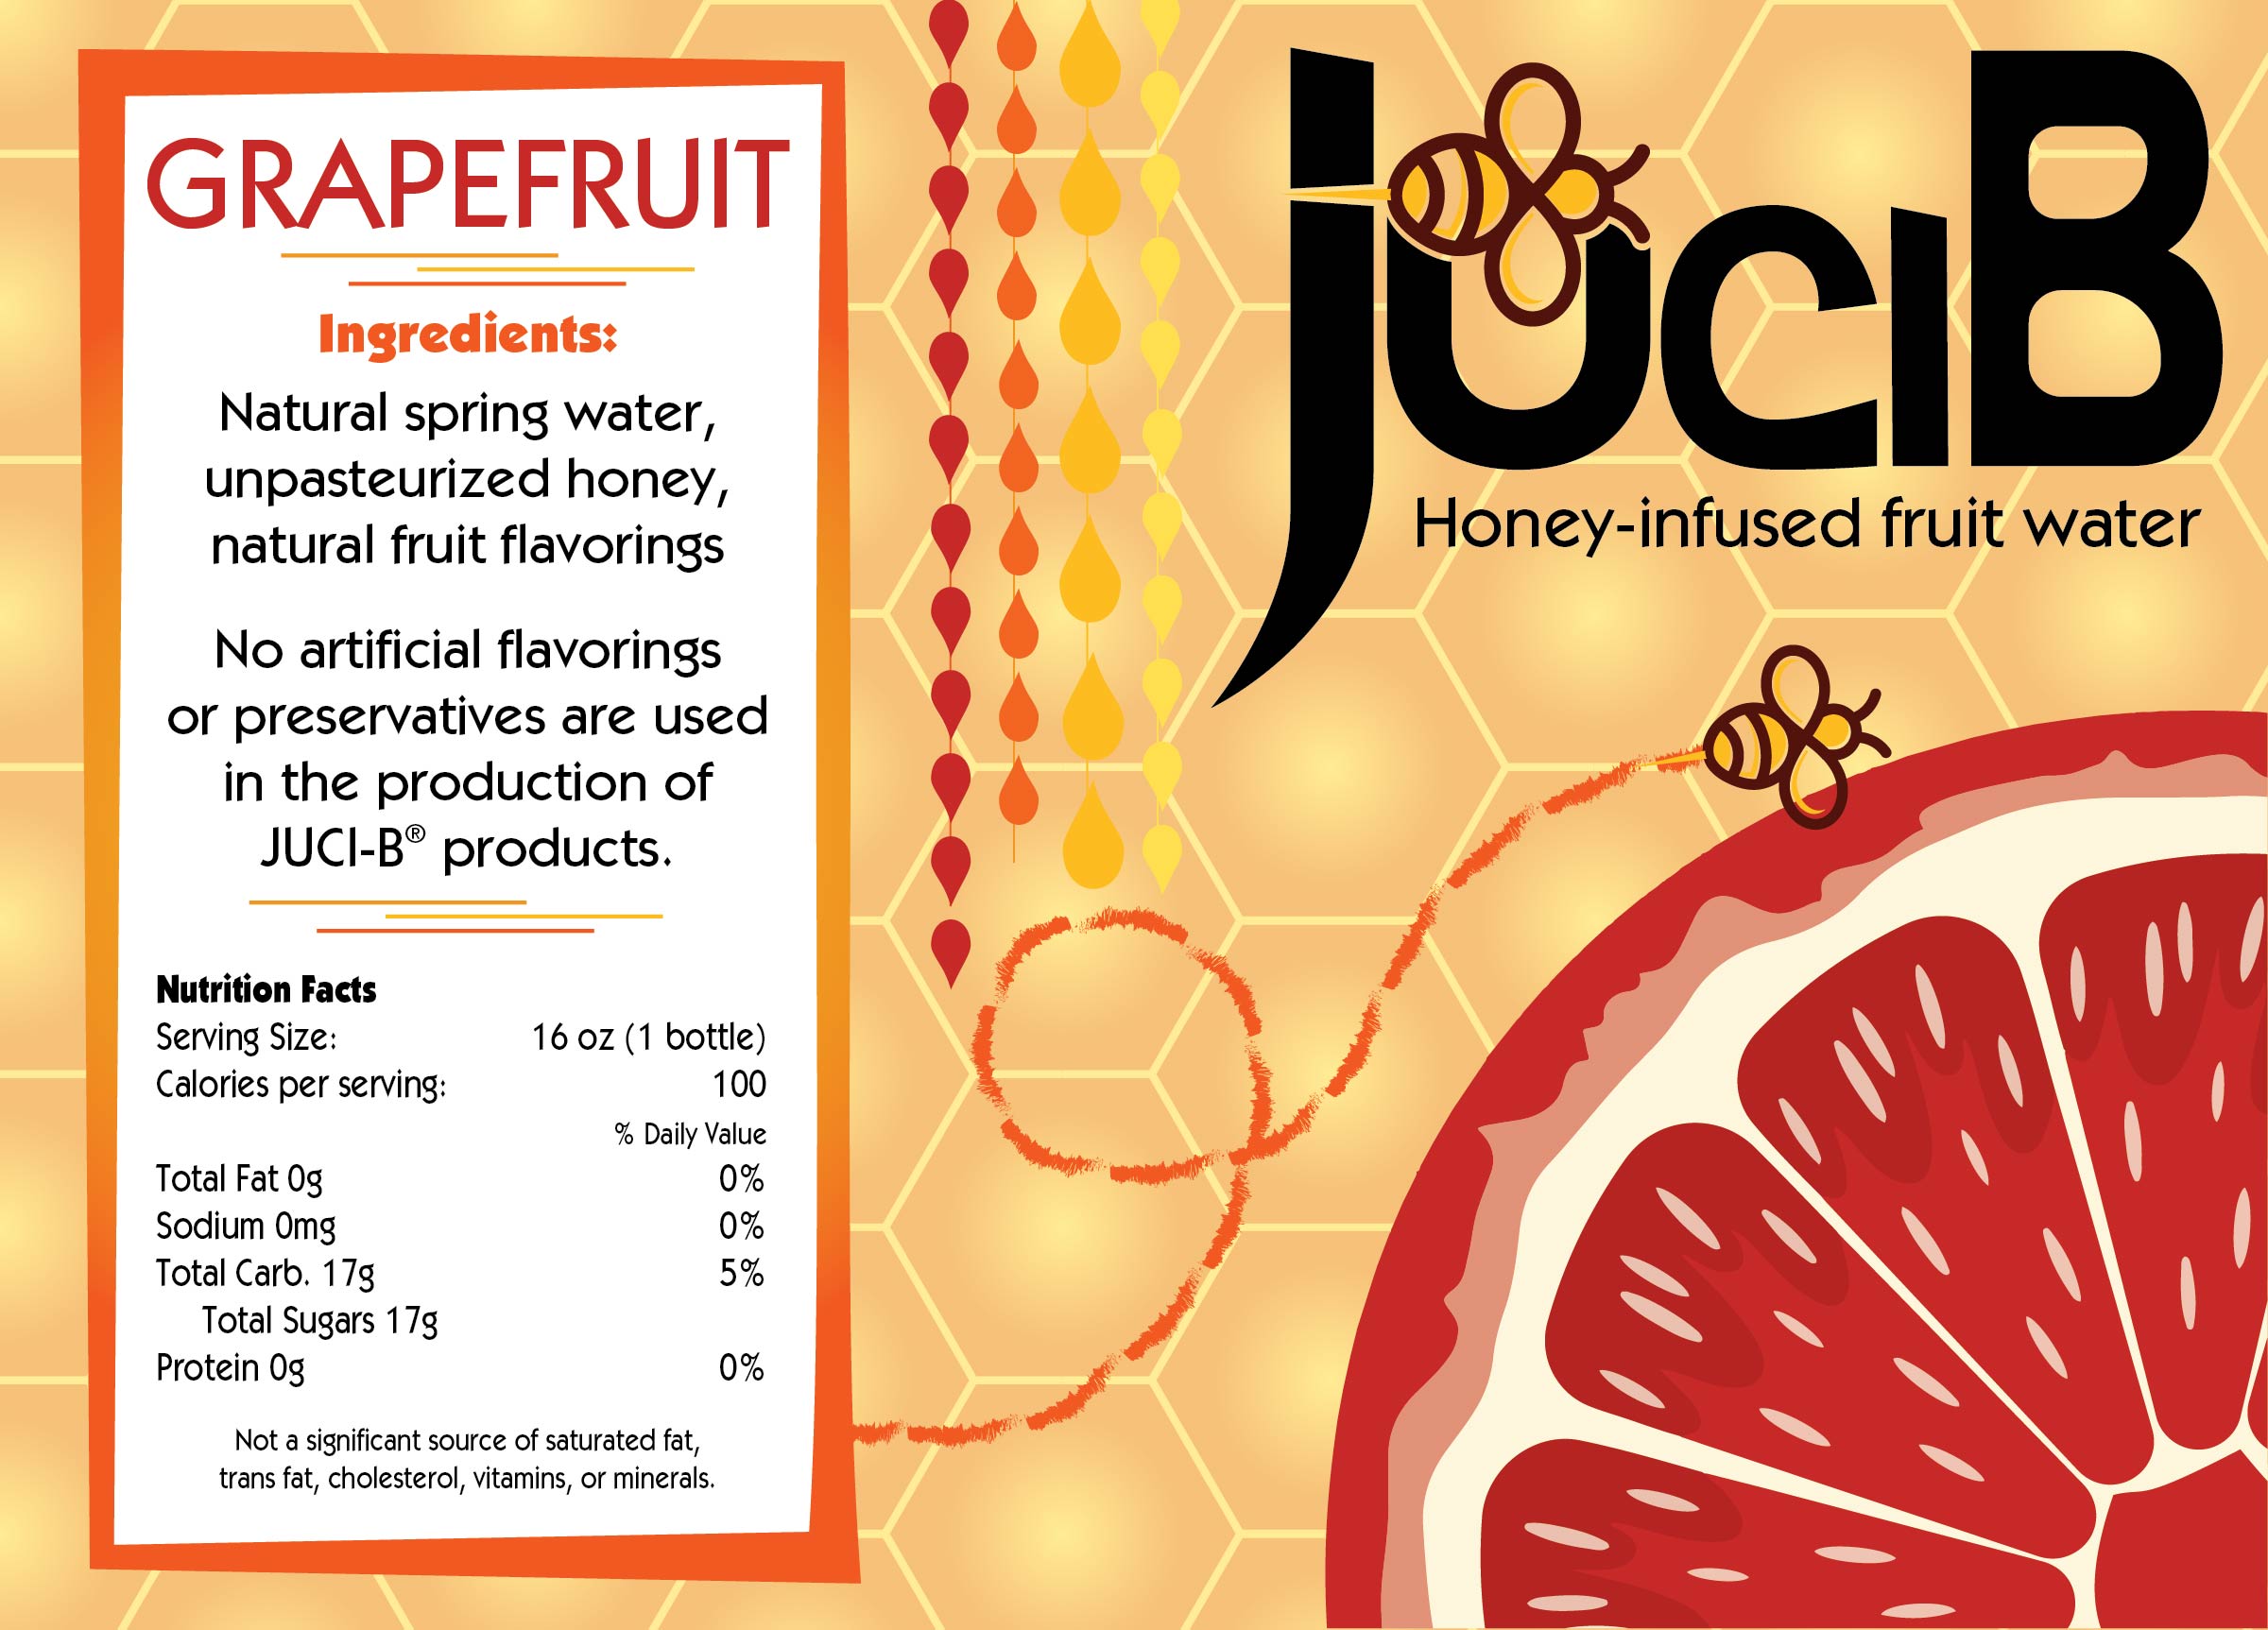 GRAPEFRUIT
Ingredients:
Natural spring water,
unpasteurized honey,
natural fruit flavorings
No artificial flavorings
or preservatives are used
in the production of
JUCI-B® products.
Nutrition Facts
Serving Size: 16 oz (1 bottle)
Calories per serving: 100
% Daily Value
Total Fat 0g 0%
Sodium 0mg 0%
Total Carb. 17g 5%
Total Sugars 17g
Protein 0g 0%
Not a significant source of saturated fat,
trans fat, cholesterol, vitamins, or minerals.
JUCIB
Honey-infused fruit water